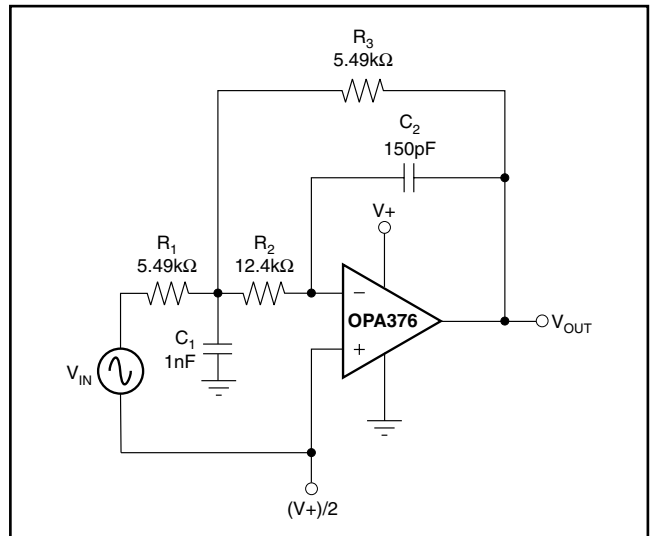 R3
5.49kΩ
C2
150pF
V+
R1
5.49kΩ
R2
12.4kΩ
−
OPA376
+
VOUT
C1
1nF
VIN
(V+)/2